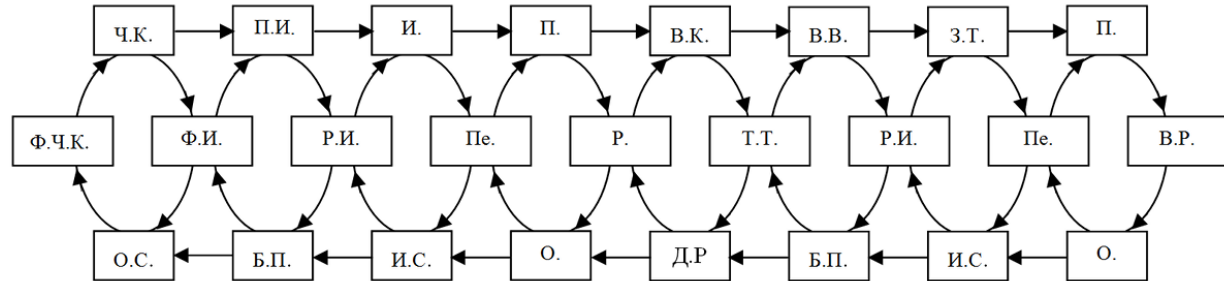 Ч.К. П.И. И. П. В.К. В.В. З.Т. П.
Ф.Ч.К. Ф.И. Р.И. Пе. Р. Т.Т. Р.И. Пе. В.Р.
О.С. Б.П. И.С. О. Д.Р Б.П. И.С. О.